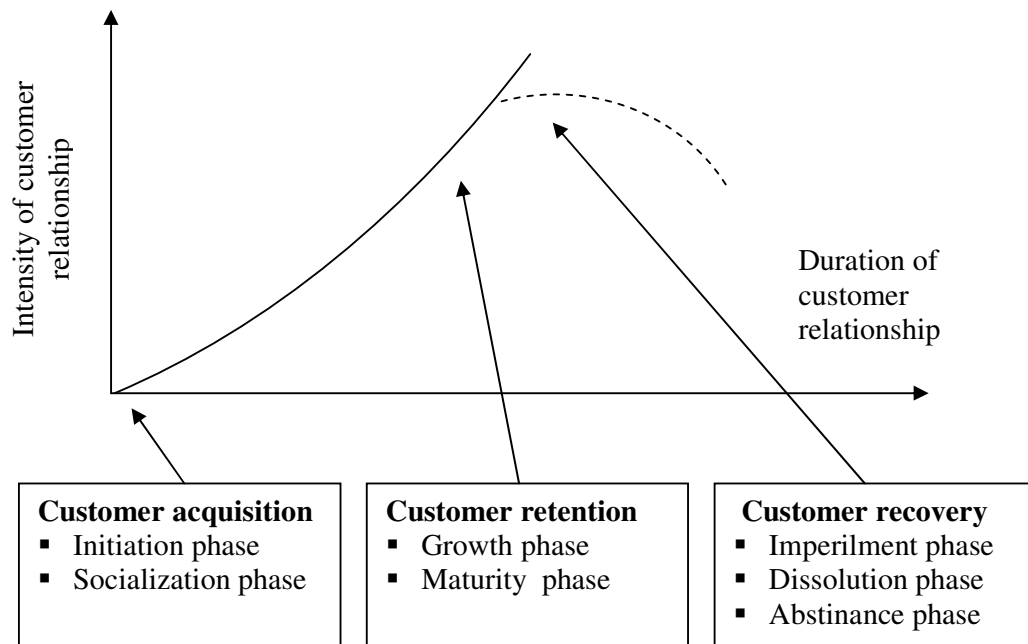 Intensity of customer
relationship
Duration of
customer
relationship
Customer acquisition
▪ Initiation phase
▪ Socialization phase
Customer retention
▪ Growth phase
▪ Maturity phase
Customer recovery
▪ Imperilment phase
▪ Dissolution phase
▪ Abstinance phase